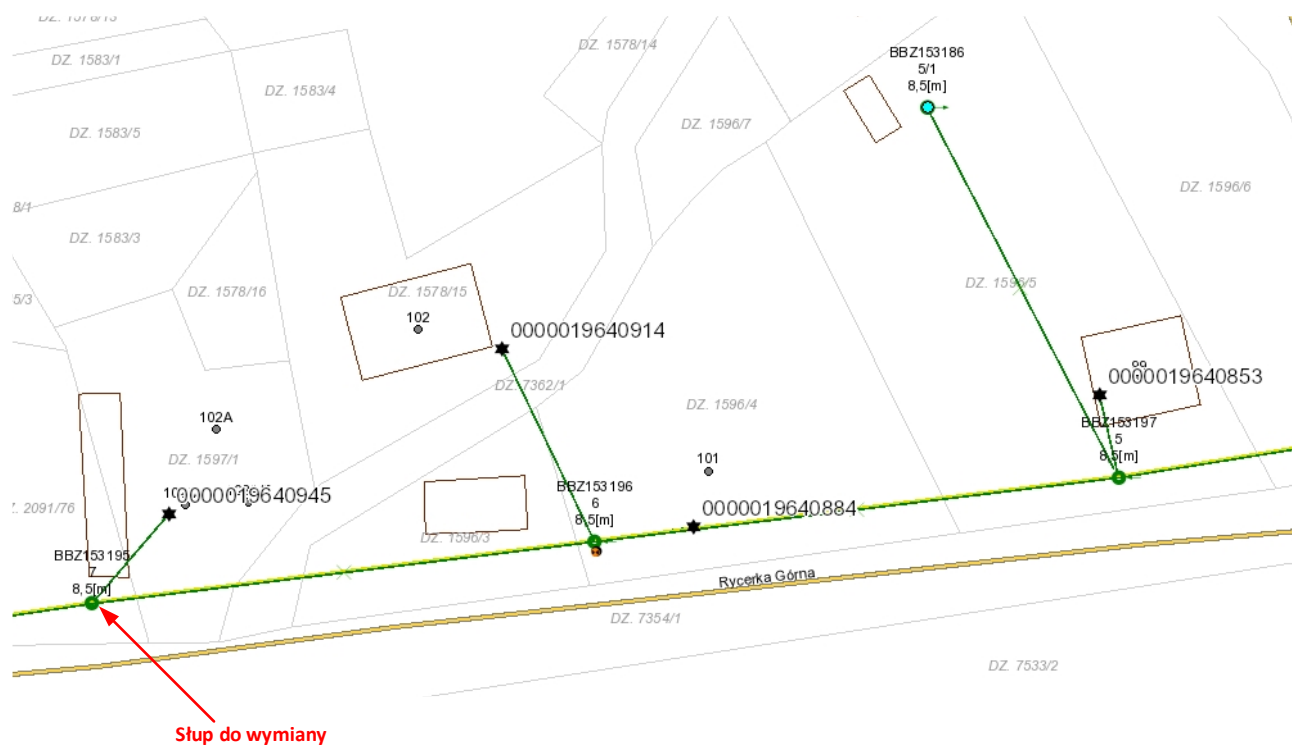 DZ. 1578/13
DZ. 1583/1
DZ. 1578/14
BBZ153186
5/1
8,5[m]
DZ. 1583/4
DZ. 1583/5
DZ. 1596/7
DZ. 1596/6
8/1
DZ. 1583/3
DZ. 1578/16
DZ. 1578/15
DZ. 1596/5
5/3
102
0000019640914
0000019640853
DZ. 7362/1
DZ. 1596/4
102A
BBZ153197
5
8,5[m]
DZ. 1597/1
101
0000019640945
BBZ153196
6
8,5[m]
0000019640884
2091/76
DZ. 1596/3
BBZ153195
7
8,5[m]
Rycerka Górna
DZ. 7354/1
DZ. 7533/2
Słup do wymiany